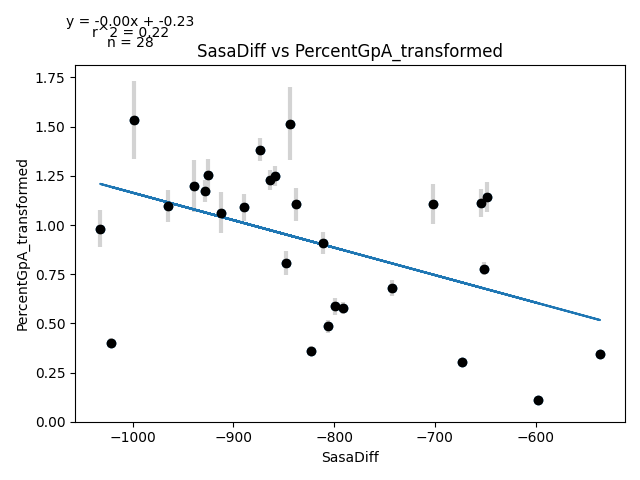 y = -0.00x + -0.23
r^2 = 0.22
n = 28
SasaDiff vs PercentGpA_transformed
1.75
1.50
1.25
1.00
0.75
0.50
0.25
0.00
PercentGpA_transformed
−1000
−900
−800
−700
−600
SasaDiff